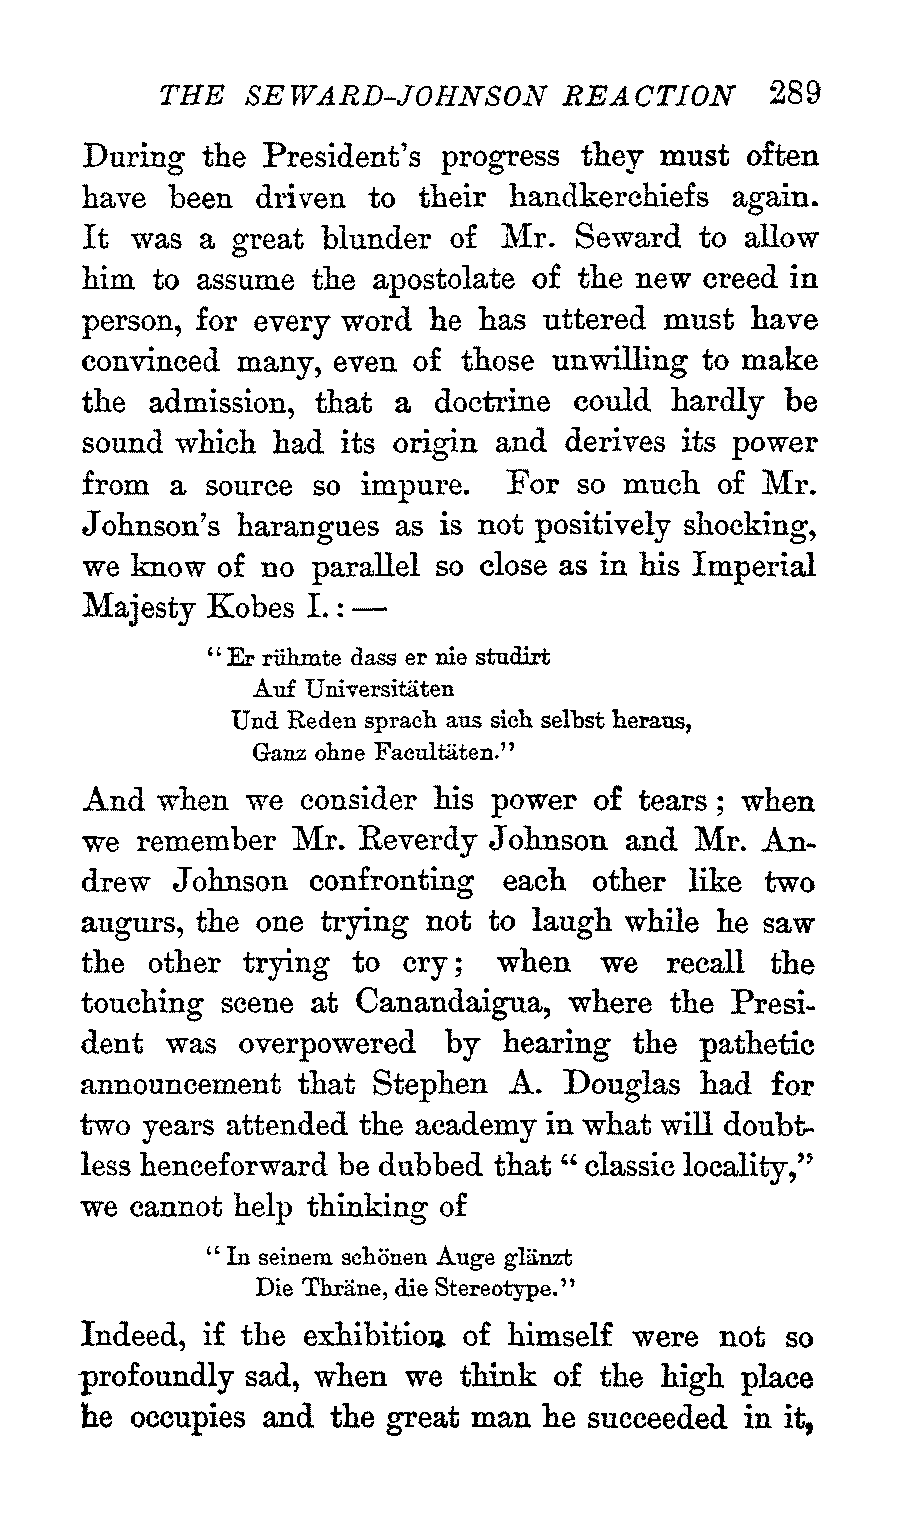 THE SEWARD-JOHNSON REACTION 289
During the President's progress they must often
have been driven to their handkerchiefs again.
It was a great blunder of Mr. Seward to allow
him to assume the apostolate of the new creed in
person, for every word he has uttered must have
convinced many, even of those unwilling to make
the admission, that a doctrine could hardly be
sound which had its origin and derives its power
from a source so impure. For so much of Mr.
Johnson's harangues as is not positively shocking,
we know of no parallel so close as in his Imperial
Majesty Kobes I. : —
"Er rühmte dass er nie studirt
Auf Universitäten
Und Reden sprach aus sich selbst heraus,
Ganz ohne Facultäten."
And when we consider his power of tears ; when
we remember Mr. Reverdy Johnson and Mr. An-
drew Johnson confronting each other like two
augurs, the one trying not to laugh while he saw
the other trying to cry ; when we recall the
touching scene at Canandaigua, where the Presi-
dent was overpowered by hearing the pathetic
announcement that Stephen A. Douglas had for
two years attended the academy in what will doubt-
less henceforward be dubbed that " classic locality,"
we cannot help thinking of
"In seinem schönen Auge glänzt
Die Thräne, die Stereotype."
Indeed, if the exhibition of himself were not so
profoundly sad, when we think of the high place
he occupies and the great man he succeeded in it,